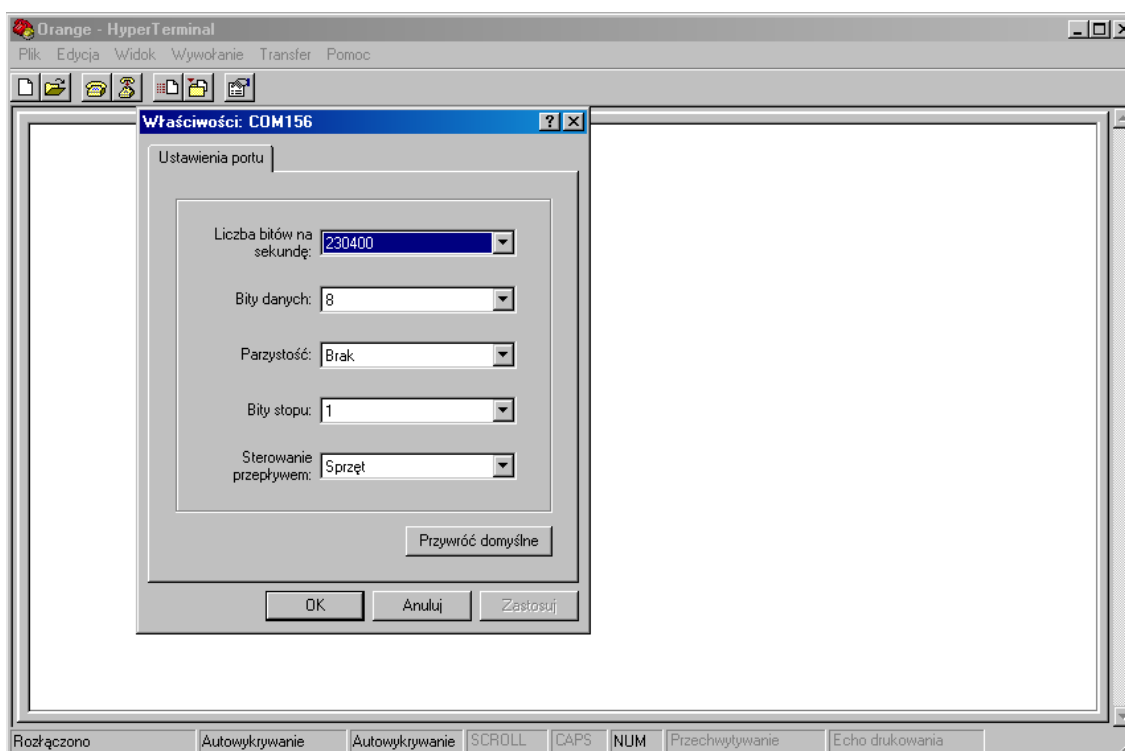 Orange - HyperTerminal
Plik Edycja Widok Wywołanie Transfer Pomoc
Właściwości: COM156
Ustawienia portu
Liczba bitów na
sekundę:
230400
Bity danych: 8
Parzystość: Brak
Bity stopu: 1
Sterowanie
przepływem:
Sprzęt
Przywróć domyślne
OK Anuluj Zastosuj
Rozłączono Autowykrywanie Autowykrywanie SCROLL CAPS NUM Przechwytywanie Echo drukowania